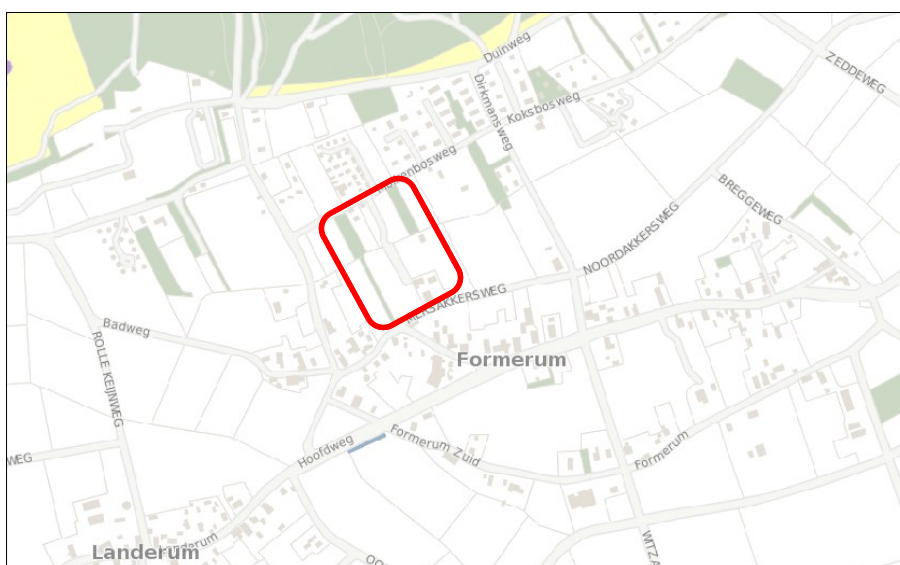 Duinweg
ZEDDEWEG
Dirkmansweg
Koksbosweg
BREGGEWEG
NOORDAKKERSWEG
Badweg
ROLLE KEIJNWEG
Formerum
Hoofdweg
Formerum Zuid
Formerum
WEG
Landerum